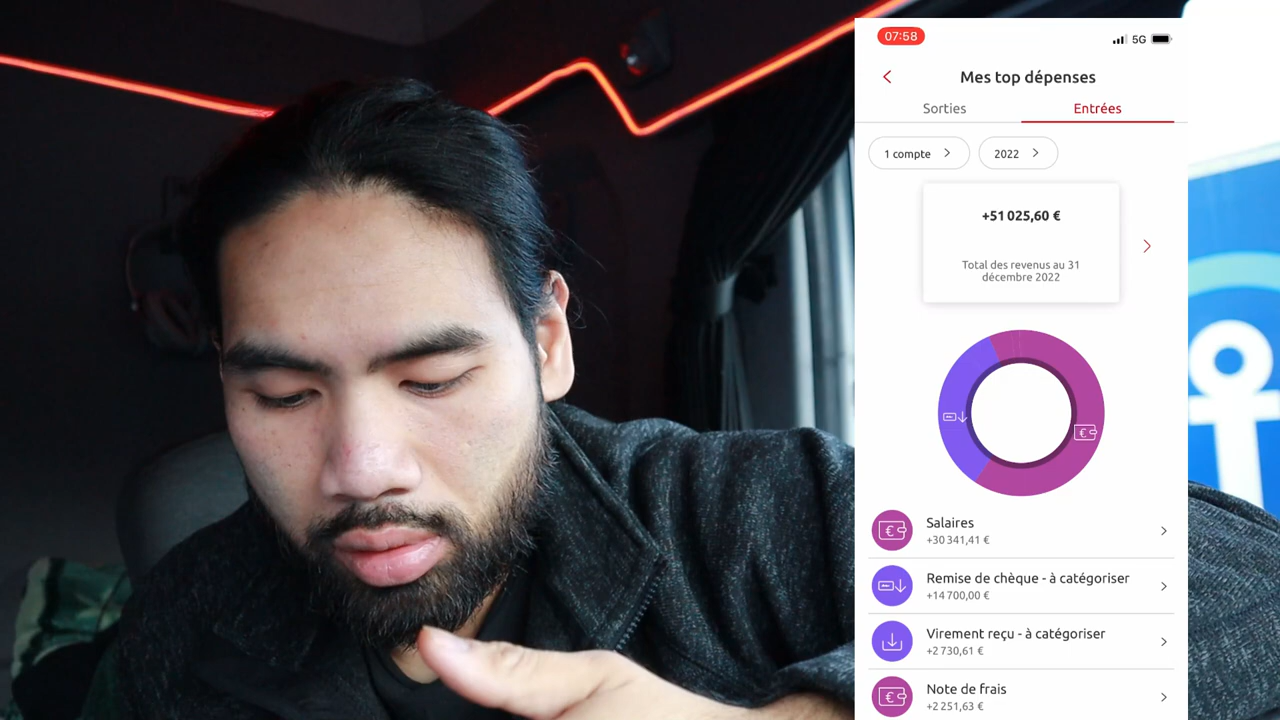 07:58
5G
Mes top dépenses
Sorties
Entrées
1 compte
2022
+51 025,60 €
Total des revenus au 31
décembre 2022
Salaires
+30 341,41 €
Remise de chèque - à catégoriser
+14 700,00 €
Virement reçu - à catégoriser
+2 730,61 €
Note de frais
+2 251,63 €